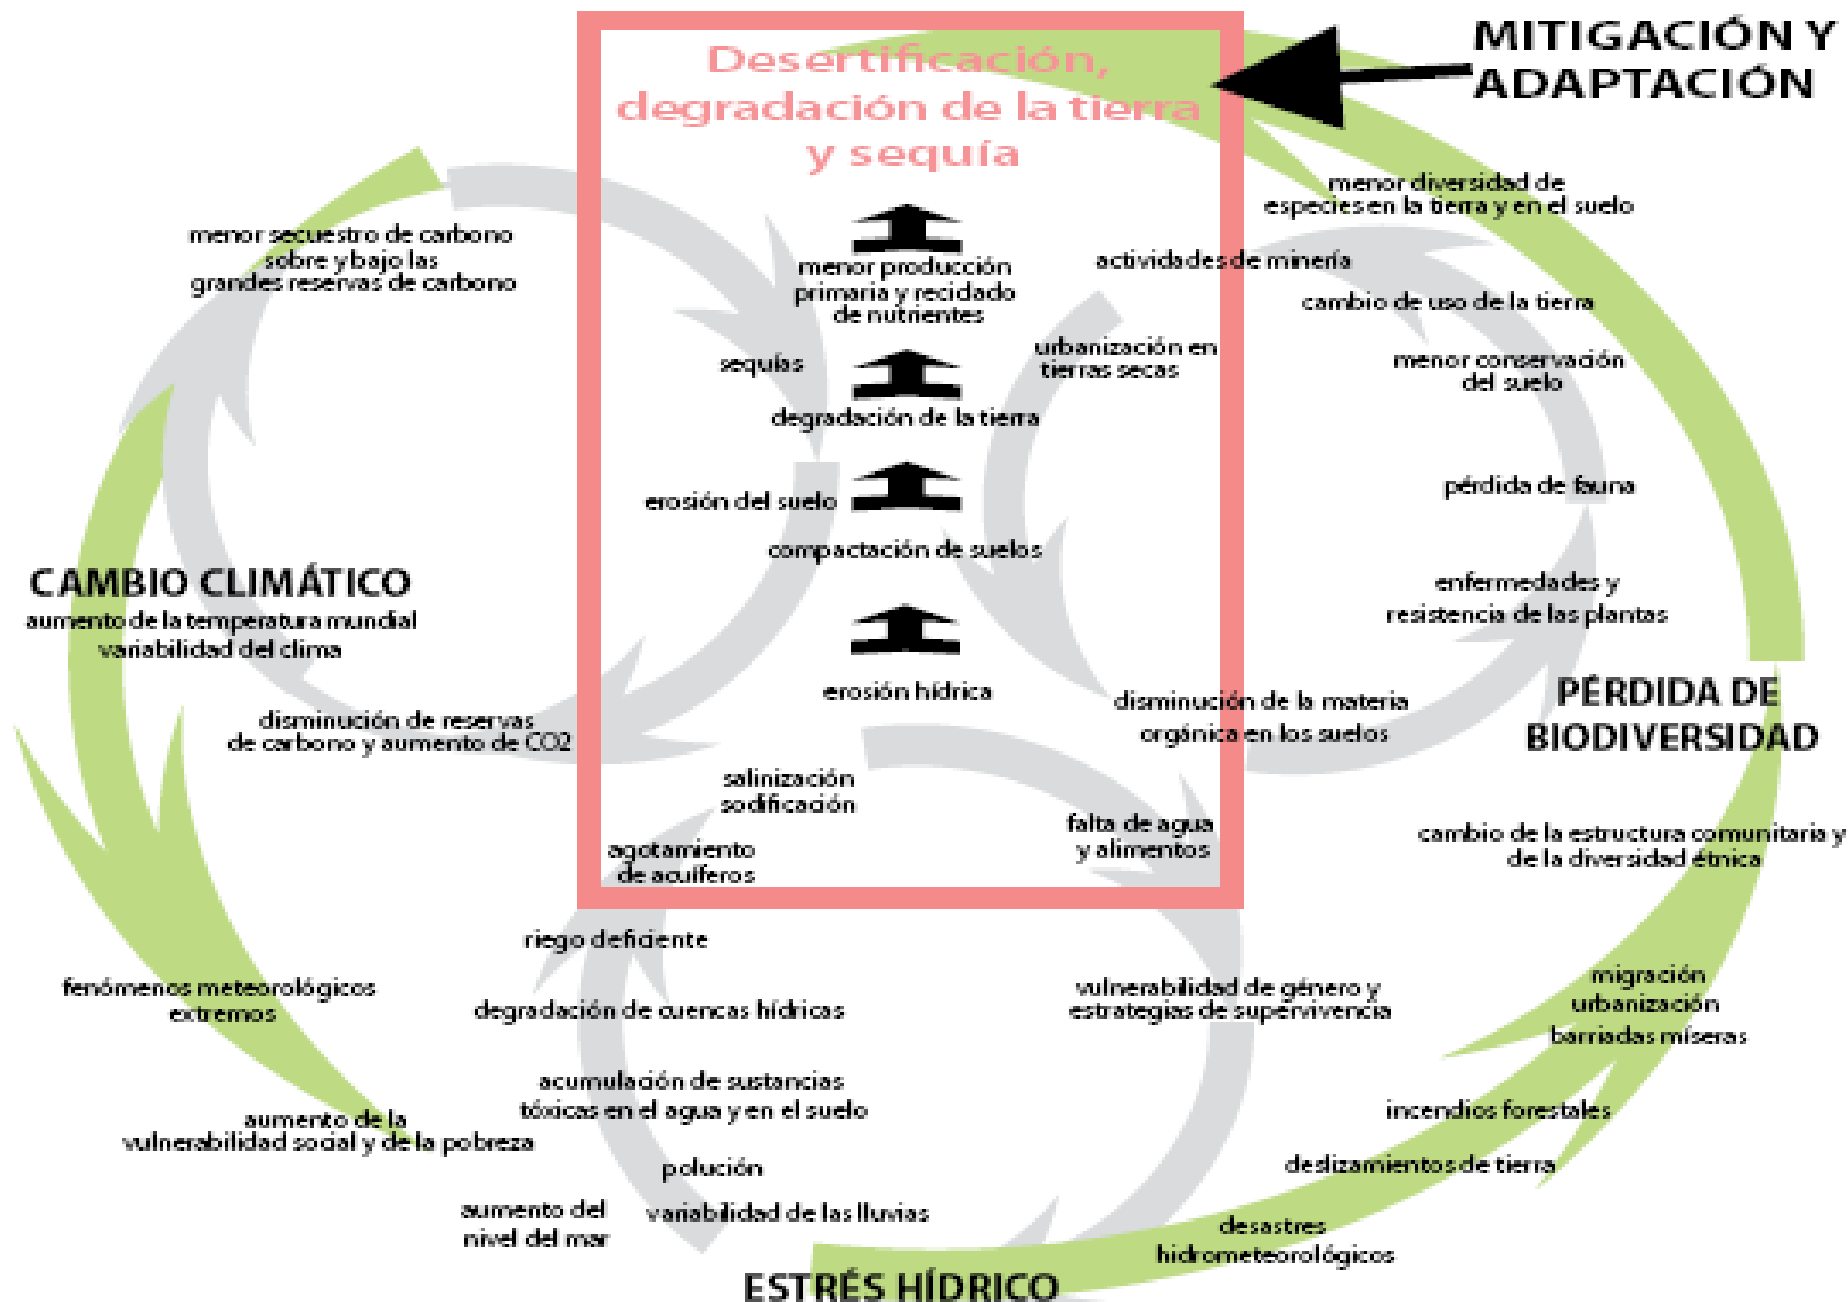 MITIGACIÓN Y
ADAPTACIÓN
Desertificación,
degradación de la tierra
y sequía
menor secuestro de carbono
sobre y bajo las
grandes reservas de carbono
menor producción
primaria y reciclado
de nutrientes
menor diversidad de
especies en la tierra y en el suelo
actividades de minería
cambio de uso de la tierra
sequías
urbanización en
tierras secas
menor conservación
del suelo
degradación de la tierra
erosión del suelo
pérdida de fauna
compactación de suelos
CAMBIO CLIMÁTICO
aumento de la temperatura mundial
variabilidad del clima
enfermedades y
resistencia de las plantas
erosión hídrica
disminución de la materia
orgánica en los suelos
PÉRDIDA DE
BIODIVERSIDAD
disminución de reservas
de carbono y aumento de CO2
salinización
sodificación
falta de agua
y alimentos
cambio de la estructura comunitaria y
de la diversidad étnica
agotamiento
de acuíferos
riego deficiente
fenómenos meteorológicos
extremos
degradación de cuencas hídricas
vulnerabilidad de género y
estrategias de supervivencia
migración
urbanización
barriadas míseras
acumulación de sustancias
tóxicas en el agua y en el suelo
incendios forestales
aumento de la
vulnerabilidad social y de la pobreza
polución
deslizamientos de tierra
aumento del
nivel del mar
variabilidad de las lluvias
desastres
hidrometeorológicos
ESTRÉS HÍDRICO